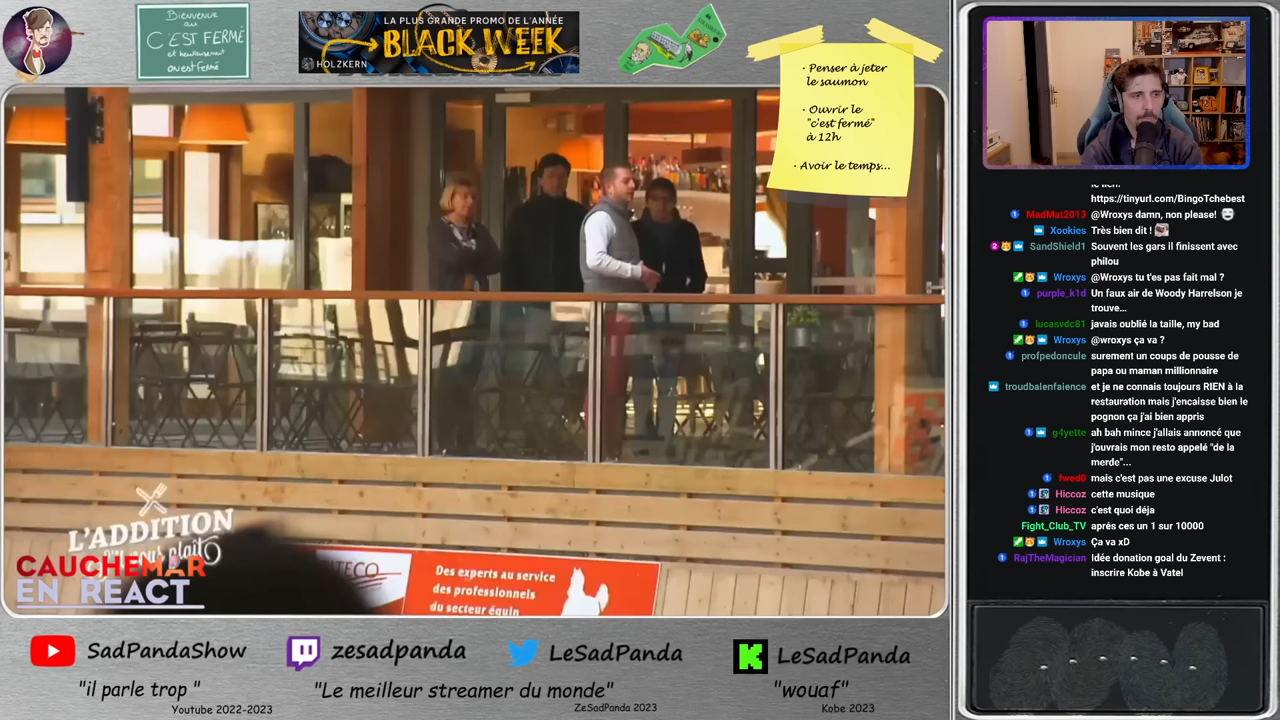 Bienvenue
au
C'EST FERMÉ
et heureusement
on est fermé
LA PLUS GRANDE PROMO DE L'ANNÉE
BLACK WEEK
HOLZKERN
· Penser à jeter
le saumon
· Ouvrir le
"c'est fermé"
à 12h
· Avoir le temps...
L'ADDITION
s'il vous plaît
CAUCHEMAR
EN REACT
Des experts au service
des professionnels
du secteur équin
SadPandaShow
"il parle trop "
Youtube 2022-2023
zesadpanda
"Le meilleur streamer du monde"
ZeSadPanda 2023
LeSadPanda
LeSadPanda
"wouaf"
Kobe 2023
le lien:
https://tinyurl.com/BingoTchebest
MadMat2013 @Wroxys damn, non please!
Xookies Très bien dit !
SandShield1 Souvent les gars il finissent avec
philou
Wroxys @Wroxys tu t'es pas fait mal ?
purple_k1d Un faux air de Woody Harrelson je
trouve...
lucasvdc81 javais oublié la taille, my bad
Wroxys @wroxys ça va ?
profpedoncule surement un coups de pousse de
papa ou maman millionnaire
troudbalenfaience et je ne connais toujours RIEN à la
restauration mais j'encaisse bien le
pognon ça j'ai bien appris
g4yette ah bah mince j'allais annoncé que
j'ouvrais mon resto appelé "de la
merde"...
fwed0 mais c'est pas une excuse Julot
Hiccoz cette musique
Hiccoz c'est quoi déja
Fight_Club_TV aprés ces un 1 sur 10000
Wroxys Ça va xD
RajTheMagician Idée donation goal du Zevent :
inscrire Kobe à Vatel